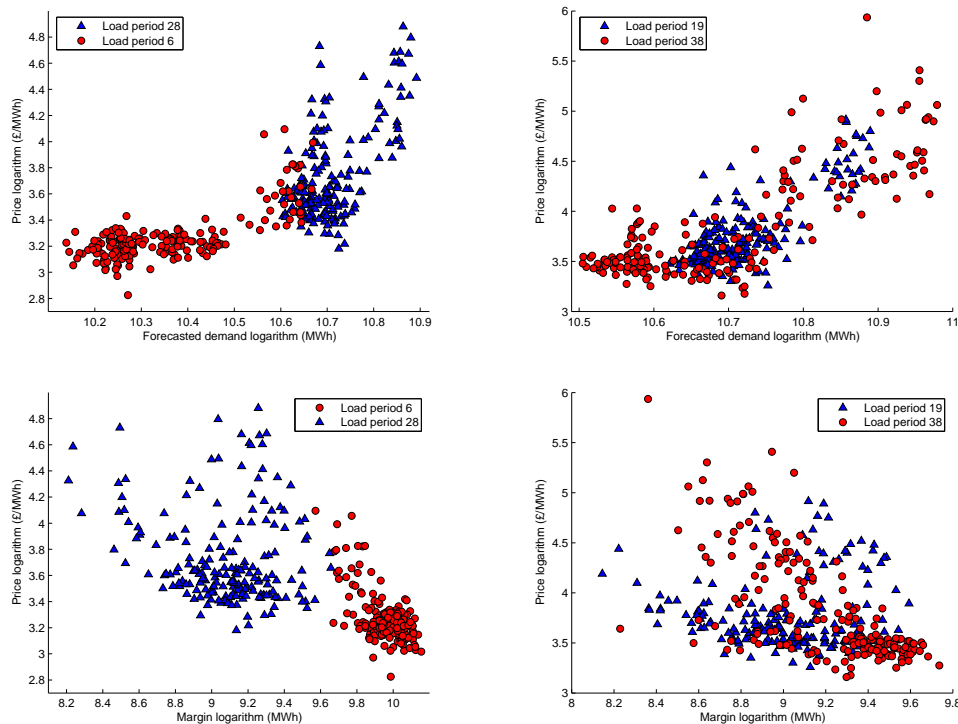 Load period 28
Load period 6
Price logarithm (£/MWh)
4.8
4.6
4.4
4.2
4
3.8
3.6
3.4
3.2
3
2.8
10.2 10.3 10.4 10.5 10.6 10.7 10.8 10.9
Forecasted demand logarithm (MWh)
Load period 19
Load period 38
Price logarithm (£/MWh)
6
5.5
5
4.5
4
3.5
3
10.5 10.6 10.7 10.8 10.9 11
Forecasted demand logarithm (MWh)
Load period 6
Load period 28
Price logarithm (£/MWh)
4.8
4.6
4.4
4.2
4
3.8
3.6
3.4
3.2
3
2.8
8.2 8.4 8.6 8.8 9 9.2 9.4 9.6 9.8 10
Margin logarithm (MWh)
Load period 19
Load period 38
Price logarithm (£/MWh)
6
5.5
5
4.5
4
3.5
3
8 8.2 8.4 8.6 8.8 9 9.2 9.4 9.6 9.8
Margin logarithm (MWh)